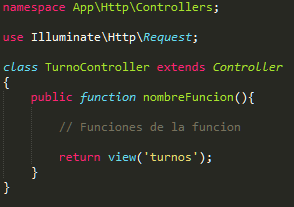 namespace App\Http\Controllers;
use Illuminate\Http\Request;
class TurnoController extends Controller
{
public function nombreFuncion(){
// Funciones de la funcion
return view('turnos');
}
}